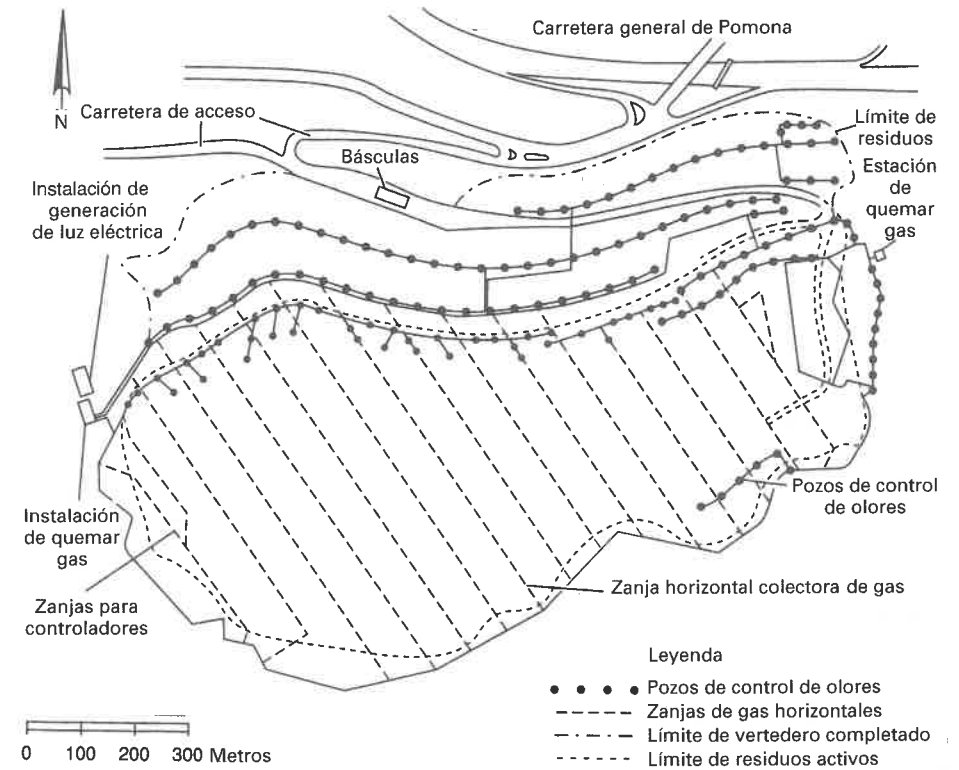 Carretera general de Pomona
Carretera de acceso
N
Límite de
residuos
Básculas
Estación
de
quemar
gas
Instalación de
generación
de luz eléctrica
Pozos de control
de olores
Instalación
de quemar
gas
Zanja horizontal colectora de gas
Zanjas para
controladores
Leyenda
Pozos de control de olores
Zanjas de gas horizontales
Límite de vertedero completado
Límite de residuos activos
0 100 200 300 Metros